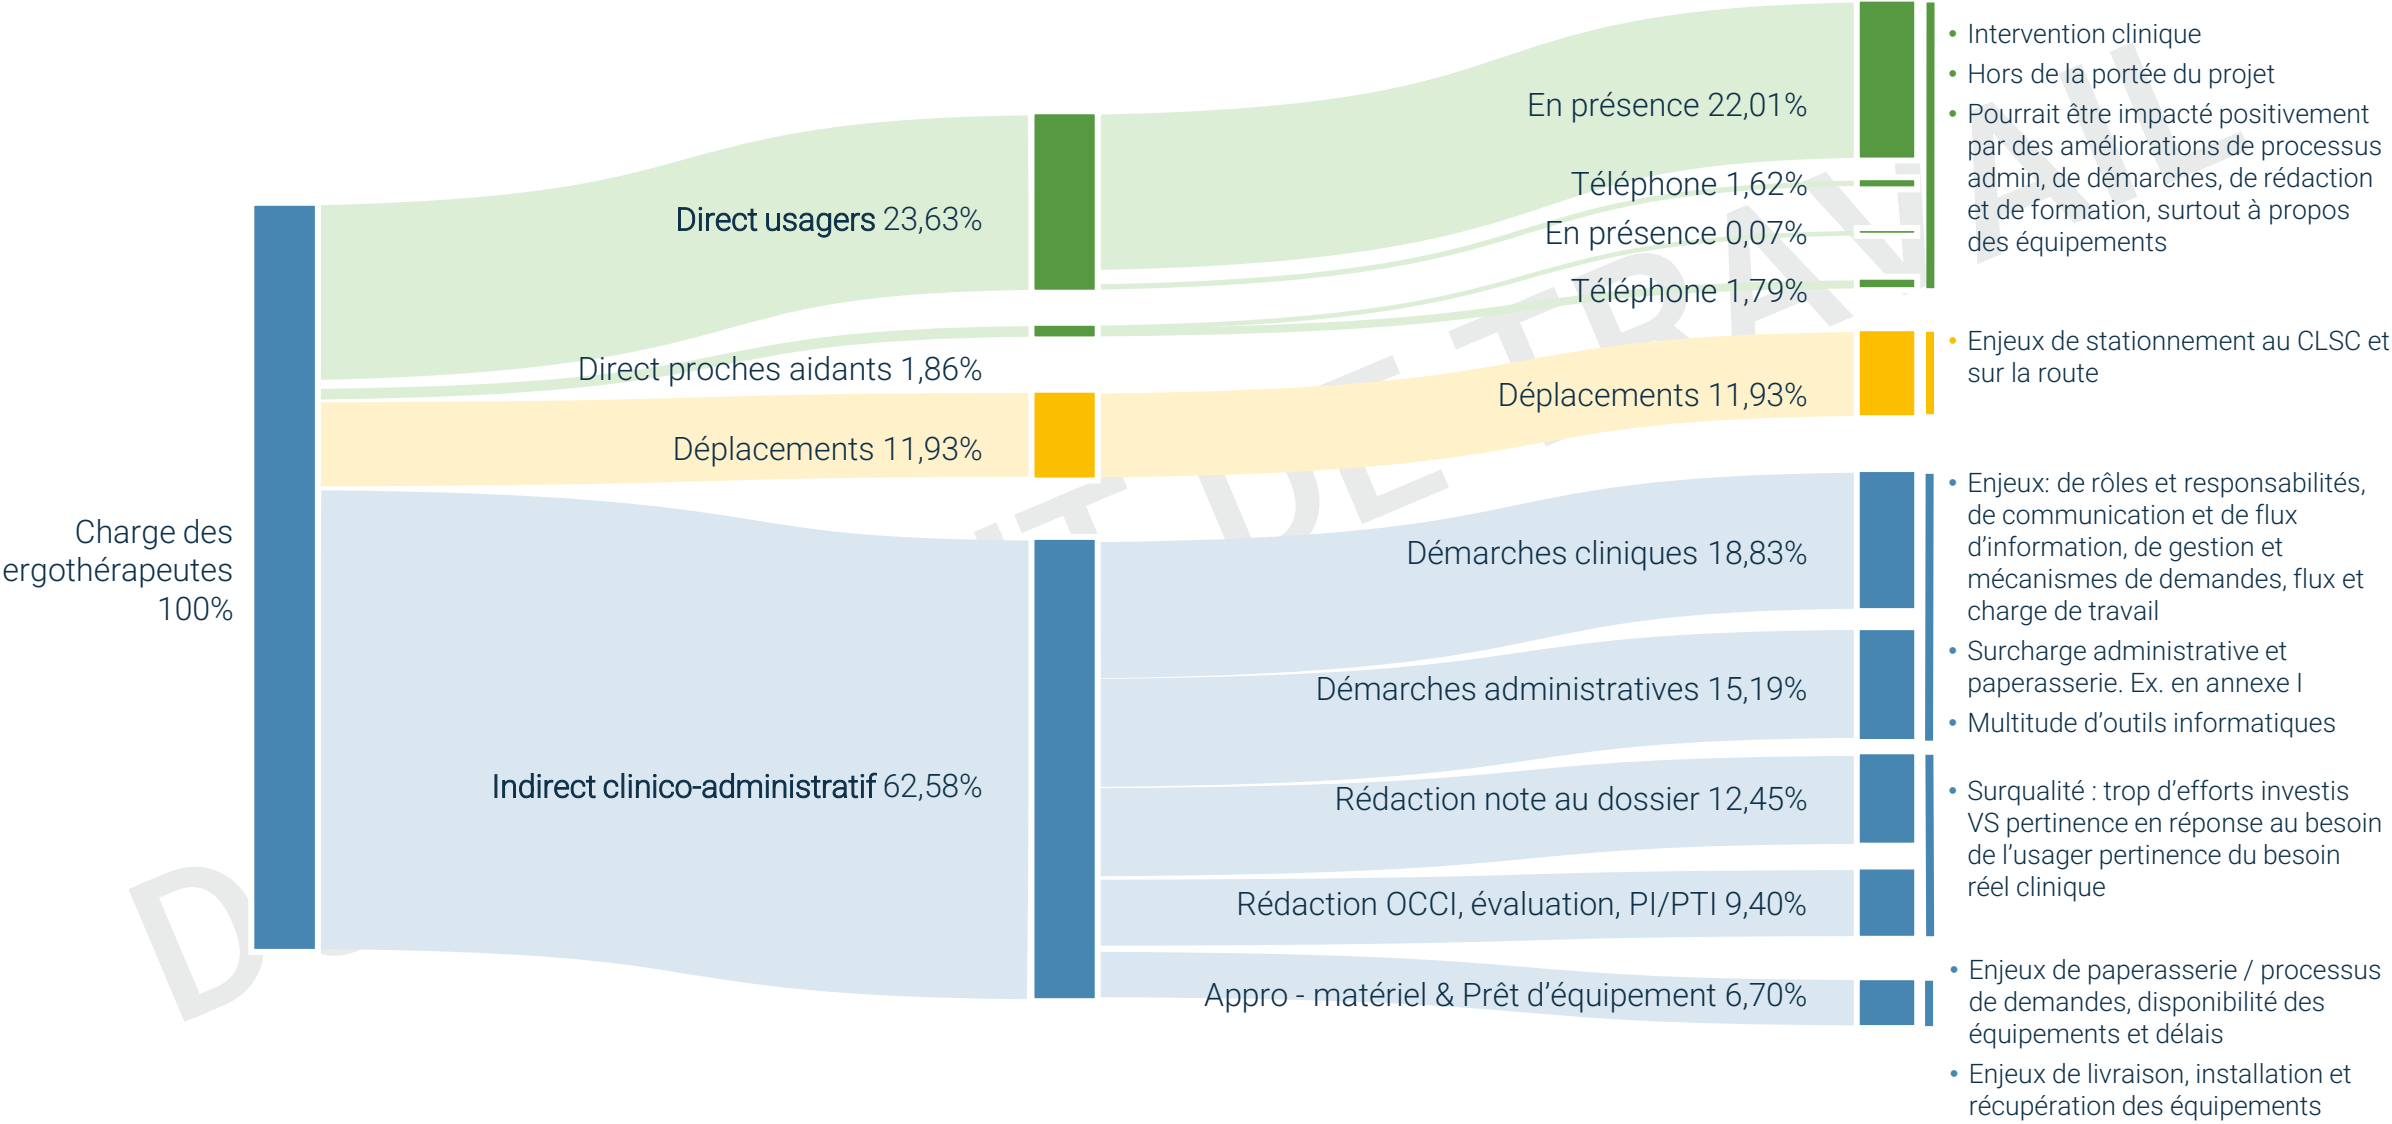 Charge des
ergothérapeutes
100%
Direct usagers 23,63%
Direct proches aidants 1,86%
Déplacements 11,93%
Indirect clinico-administratif 62,58%
En présence 22,01%
Téléphone 1,62%
En présence 0,07%
Téléphone 1,79%
Déplacements 11,93%
Démarches cliniques 18,83%
Démarches administratives 15,19%
Rédaction note au dossier 12,45%
Rédaction OCCI, évaluation, PI/PTI 9,40%
Appro - matériel & Prêt d’équipement 6,70%
• Intervention clinique
• Hors de la portée du projet
• Pourrait être impacté positivement
par des améliorations de processus
admin, de démarches, de rédaction
et de formation, surtout à propos
des équipements
• Enjeux de stationnement au CLSC et
sur la route
• Enjeux: de rôles et responsabilités,
de communication et de flux
d’information, de gestion et
mécanismes de demandes, flux et
charge de travail
• Surcharge administrative et
paperasserie. Ex. en annexe I
• Multitude d’outils informatiques
• Surqualité : trop d’efforts investis
VS pertinence en réponse au besoin
de l’usager pertinence du besoin
réel clinique
• Enjeux de paperasserie / processus
de demandes, disponibilité des
équipements et délais
• Enjeux de livraison, installation et
récupération des équipements
DE TRAVAIL